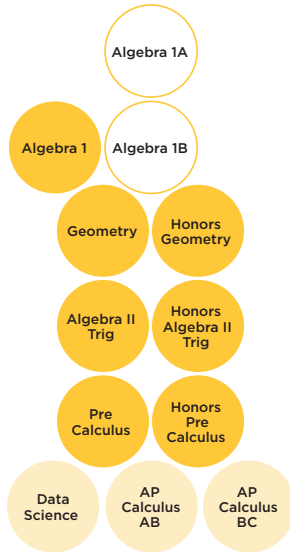 Algebra 1A
Algebra 1
Algebra 1B
Geometry
Honors
Geometry
Algebra II
Trig
Honors
Algebra II
Trig
Pre
Calculus
Honors
Pre
Calculus
Data
Science
AP
Calculus
AB
AP
Calculus
BC